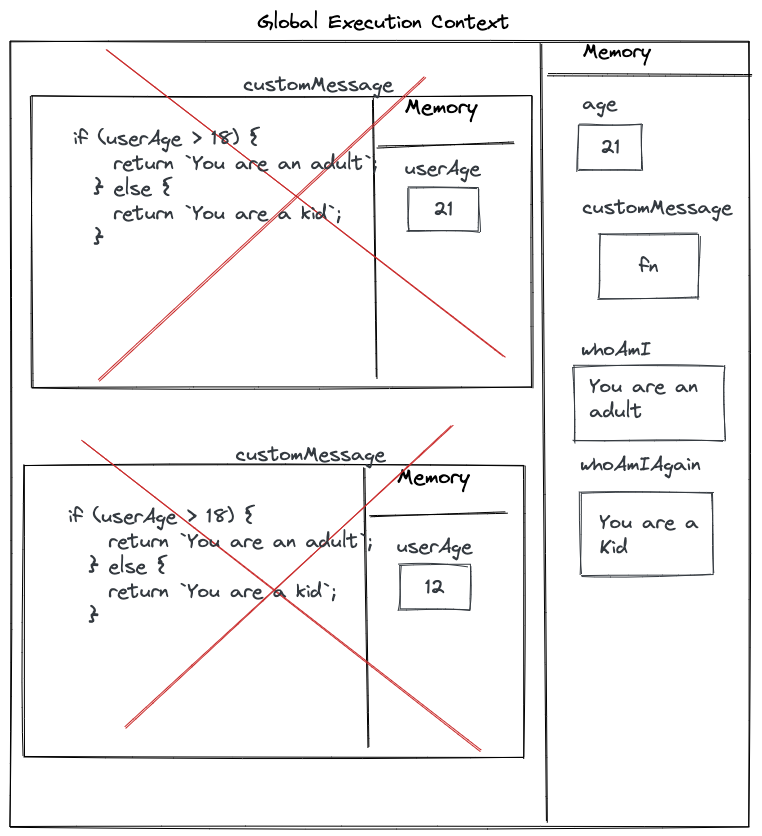 Global Execution Context
customMessage
if (userAge > 18) {
return `You are an adult`;
} else {
return `You are a kid`;
}
Memory
userAge
21
customMessage
if (userAge > 18) {
return `You are an adult`;
} else {
return `You are a kid`;
}
Memory
userAge
12
Memory
age
21
customMessage
fn
whoAmI
You are an
adult
whoAmIAgain
You are a
Kid